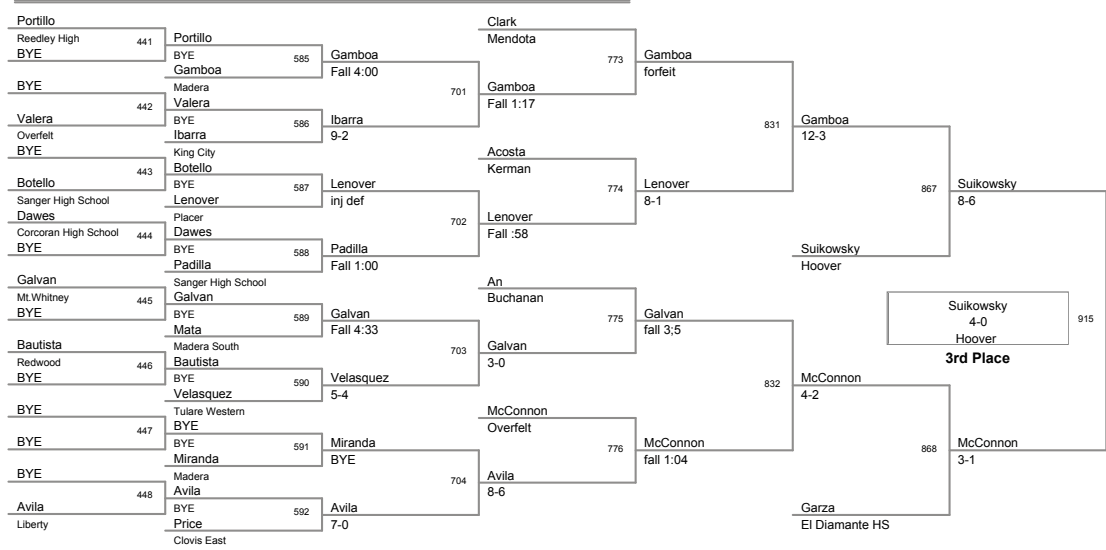 Portillo
Reedley High
441
BYE
BYE
442
Valera
Overfelt
BYE
443
Botello
Sanger High School
Dawes
Corcoran High School
444
BYE
Galvan
Mt.Whitney
445
BYE
Bautista
Redwood
446
BYE
BYE
447
BYE
BYE
448
Avila
Liberty
Portillo
BYE
585
Gamboa
Madera
Valera
BYE
586
Ibarra
King City
Botello
BYE
587
Lenover
Placer
Dawes
BYE
588
Padilla
Sanger High School
Galvan
BYE
589
Mata
Madera South
Bautista
BYE
590
Velasquez
Tulare Western
BYE
BYE
591
Miranda
Madera
Avila
BYE
592
Price
Clovis East
Gamboa
Fall 4:00
701
Ibarra
9-2
Lenover
inj def
702
Padilla
Fall 1:00
Galvan
Fall 4:33
703
Velasquez
5-4
Miranda
BYE
704
Avila
7-0
Clark
Mendota
773
Gamboa
Fall 1:17
Acosta
Kerman
774
Lenover
Fall :58
An
Buchanan
775
Galvan
3-0
McConnon
Overfelt
776
Avila
8-6
Gamboa
forfeit
831
Lenover
8-1
Galvan
fall 3;5
832
McConnon
fall 1:04
Gamboa
12-3
867
Suikowsky
Hoover
McConnon
4-2
868
Garza
El Diamante HS
Suikowsky
8-6
Suikowsky
4-0
Hoover
915
3rd Place
McConnon
3-1